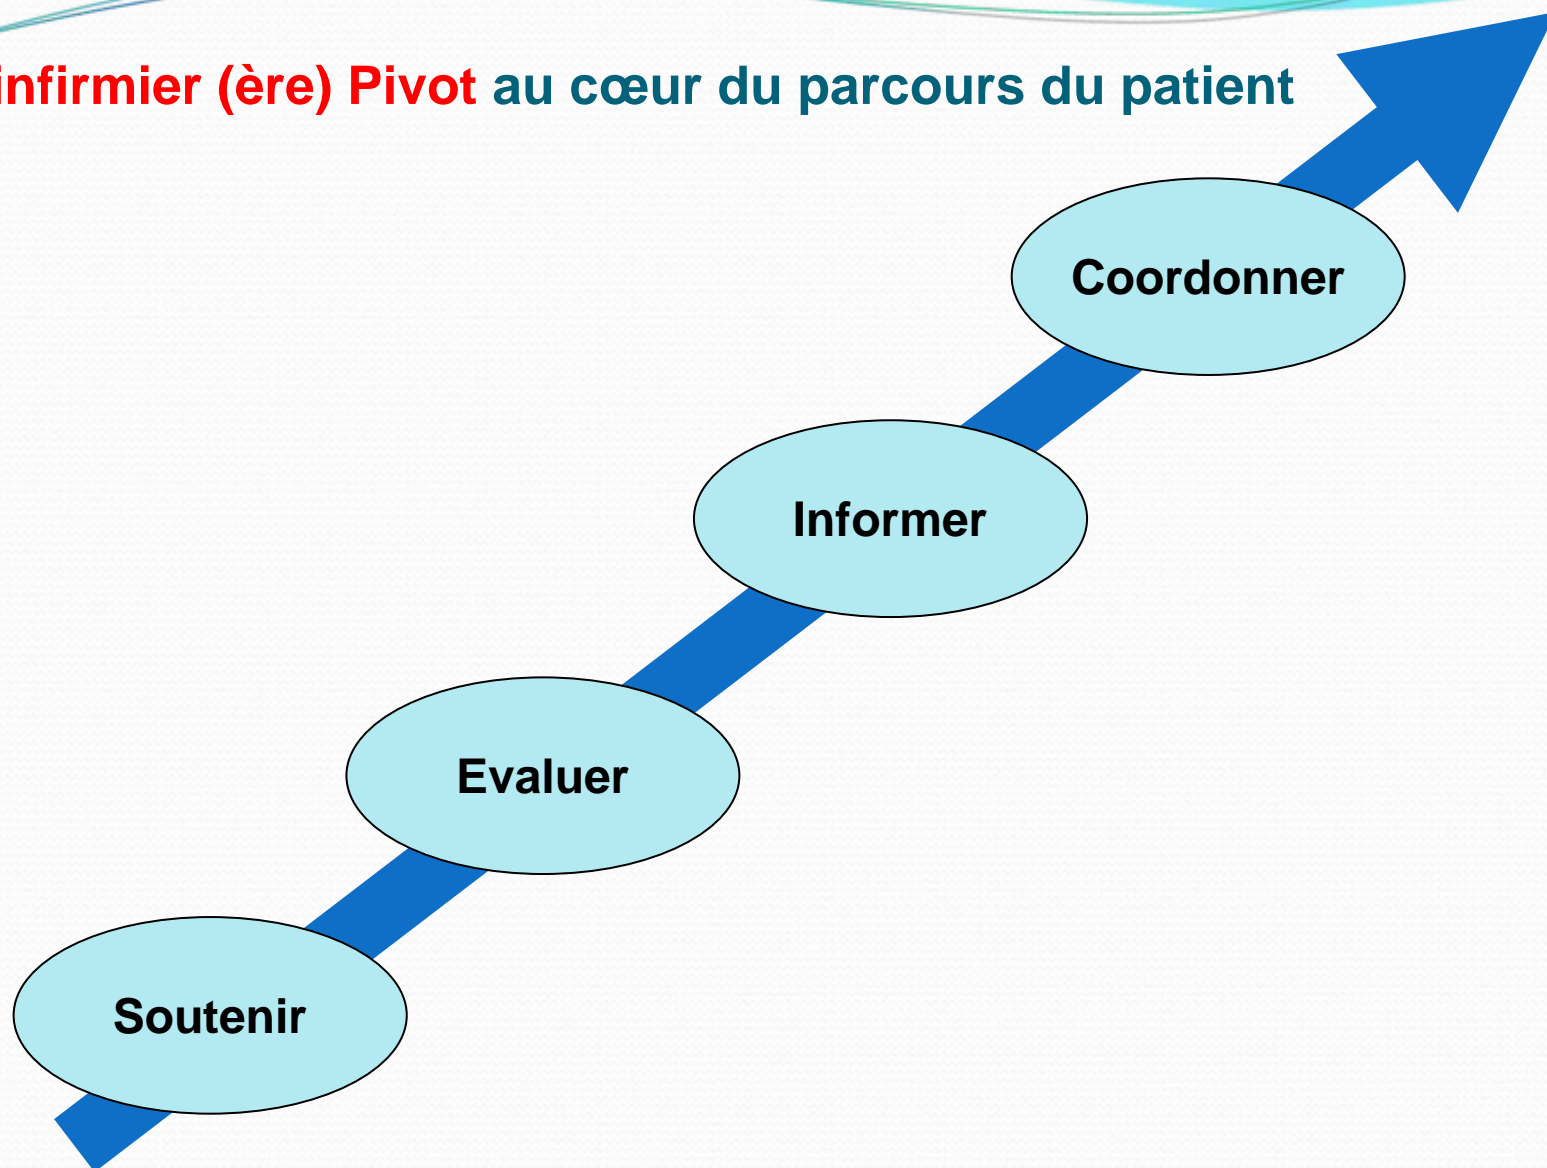 infirmier (ère) Pivot au cœur du parcours du patient
Coordonner
Informer
Evaluer
Soutenir